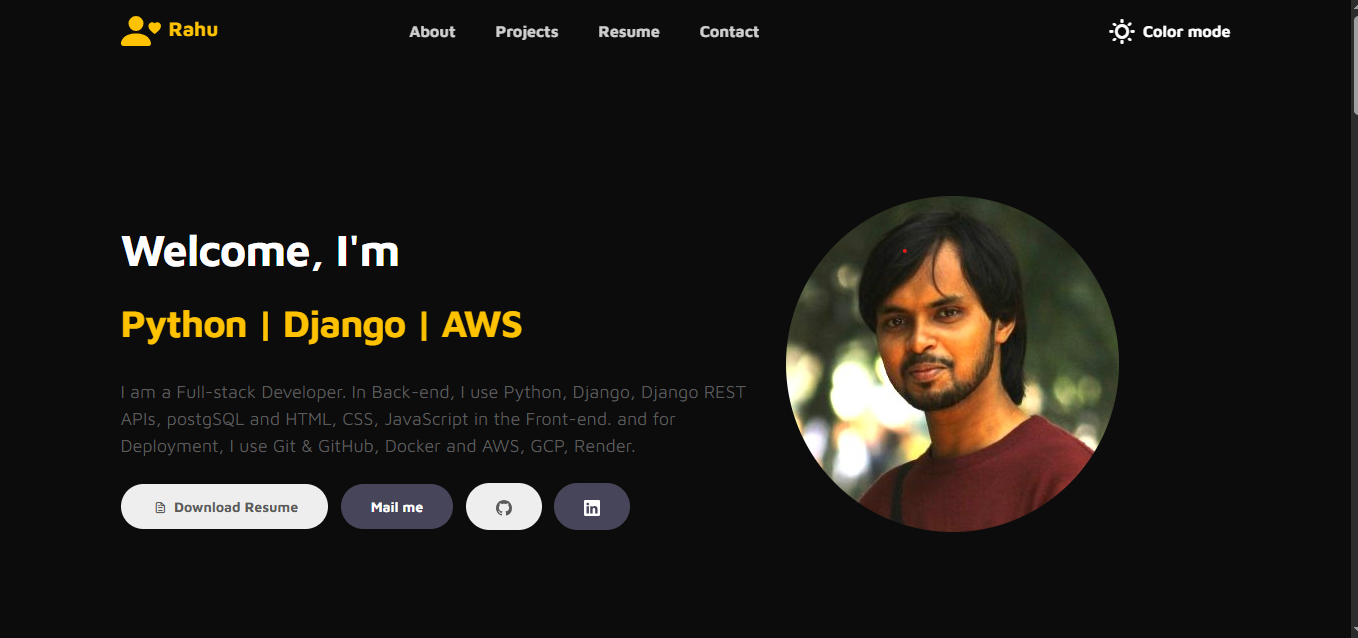 Rahu
About Projects Resume Contact
Color mode
Welcome, I'm
Python | Django | AWS
I am a Full-stack Developer. In Back-end, I use Python, Django, Django REST
APIs, postgSQL and HTML, CSS, JavaScript in the Front-end. and for
Deployment, I use Git & GitHub, Docker and AWS, GCP, Render.
Download Resume
Mail me
in